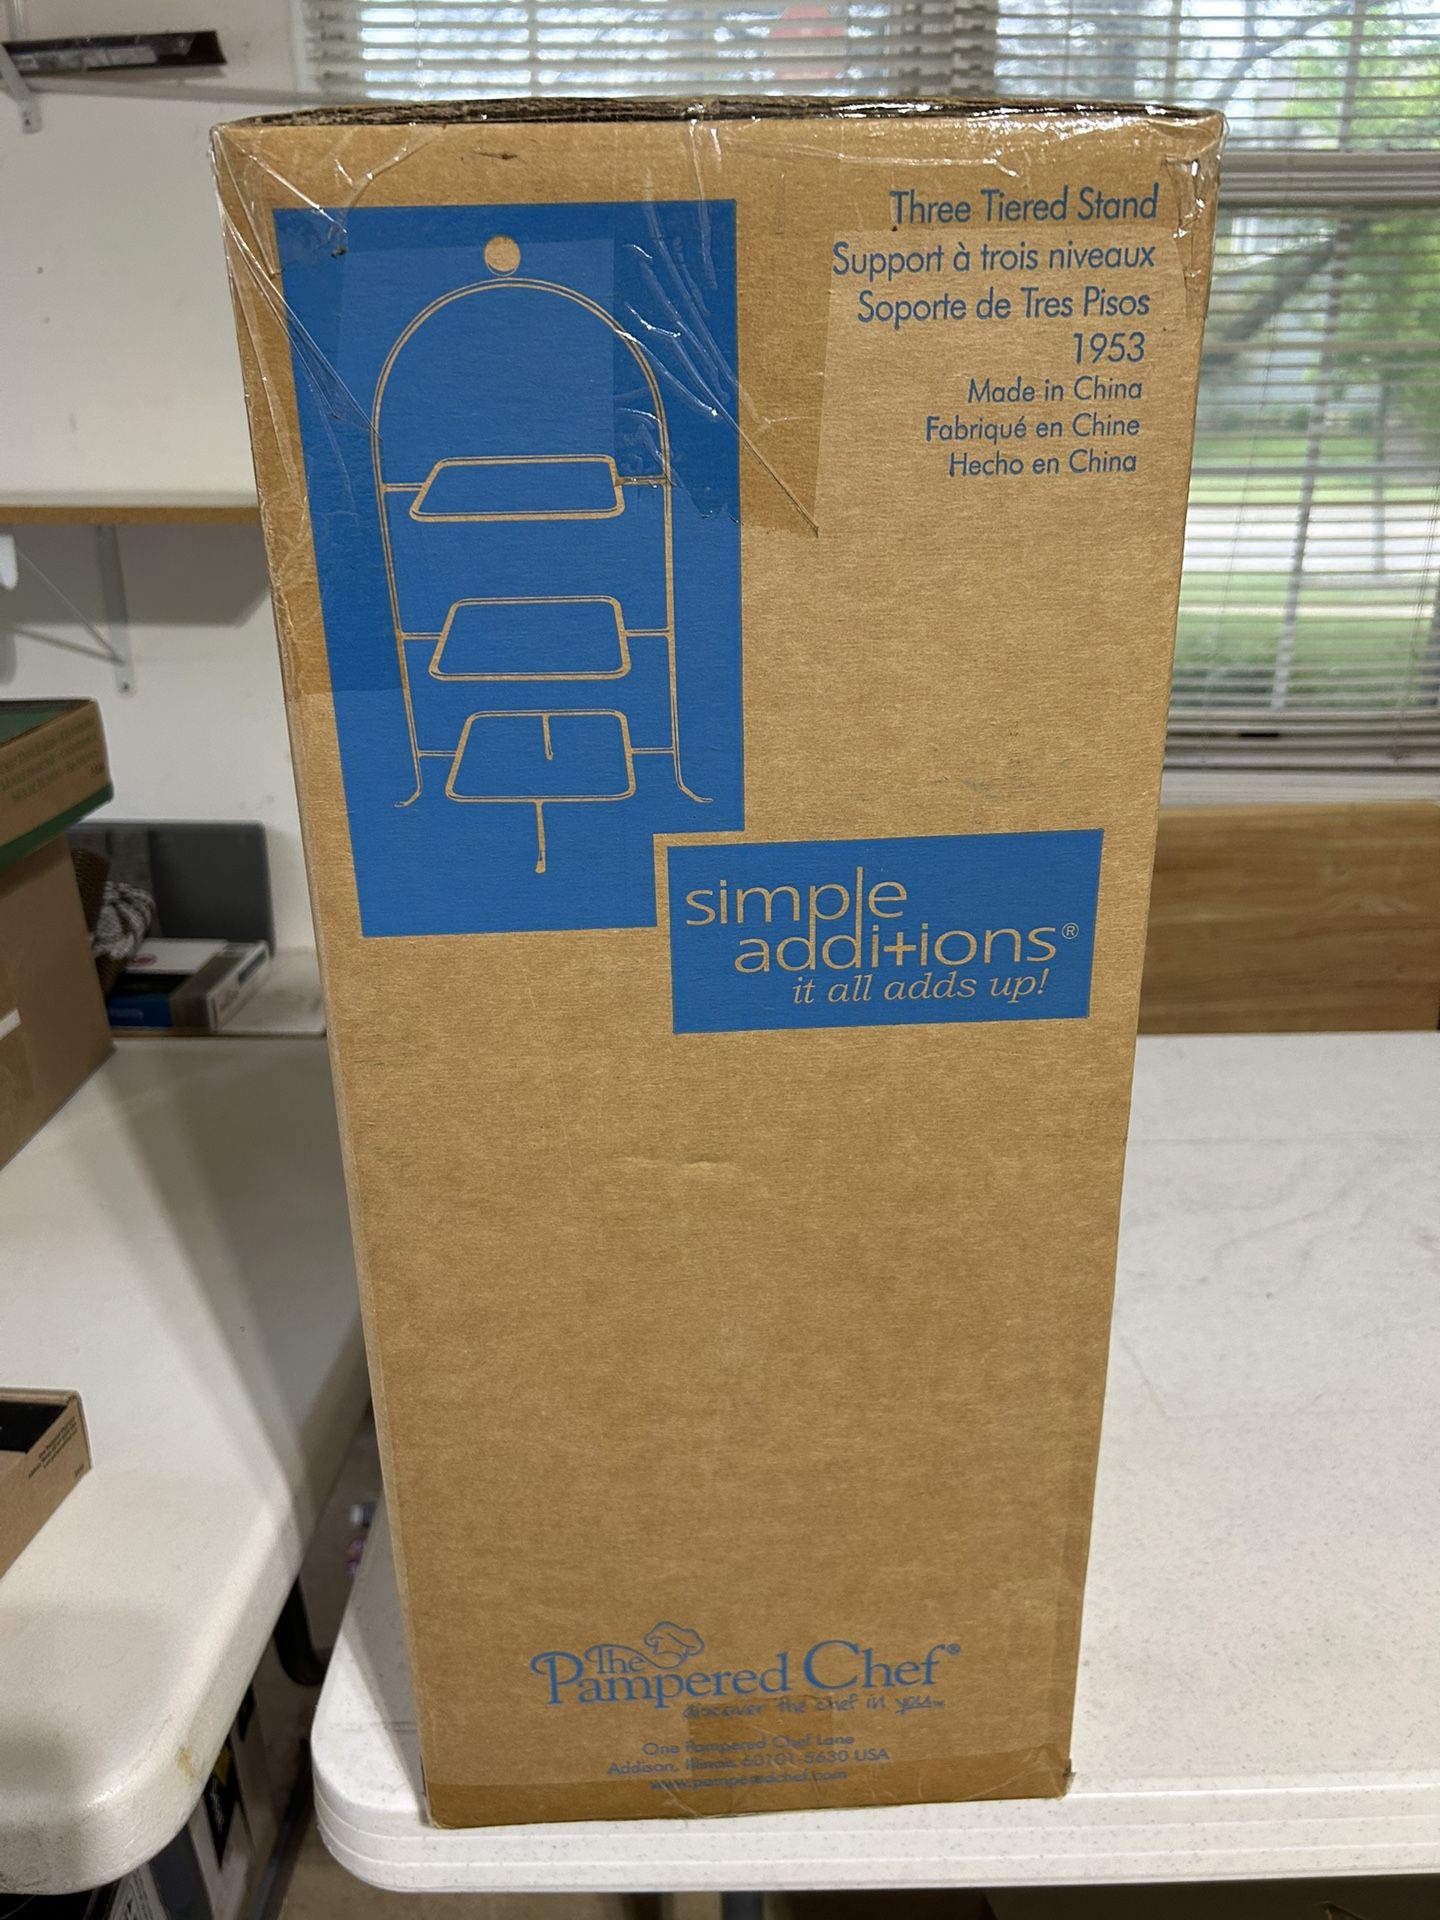 Three Tiered Stand
Support à trois niveaux
Soporte de Tres Pisos
1953
Made in China
Fabriqué en Chine
Hecho en China
simple
additions®
it all adds up!
The
Pampered Chef®
discover the chef in you™
One Pampered Chef Lane
Addison, Illinois 60101-5630 USA
www.pamperedchef.com